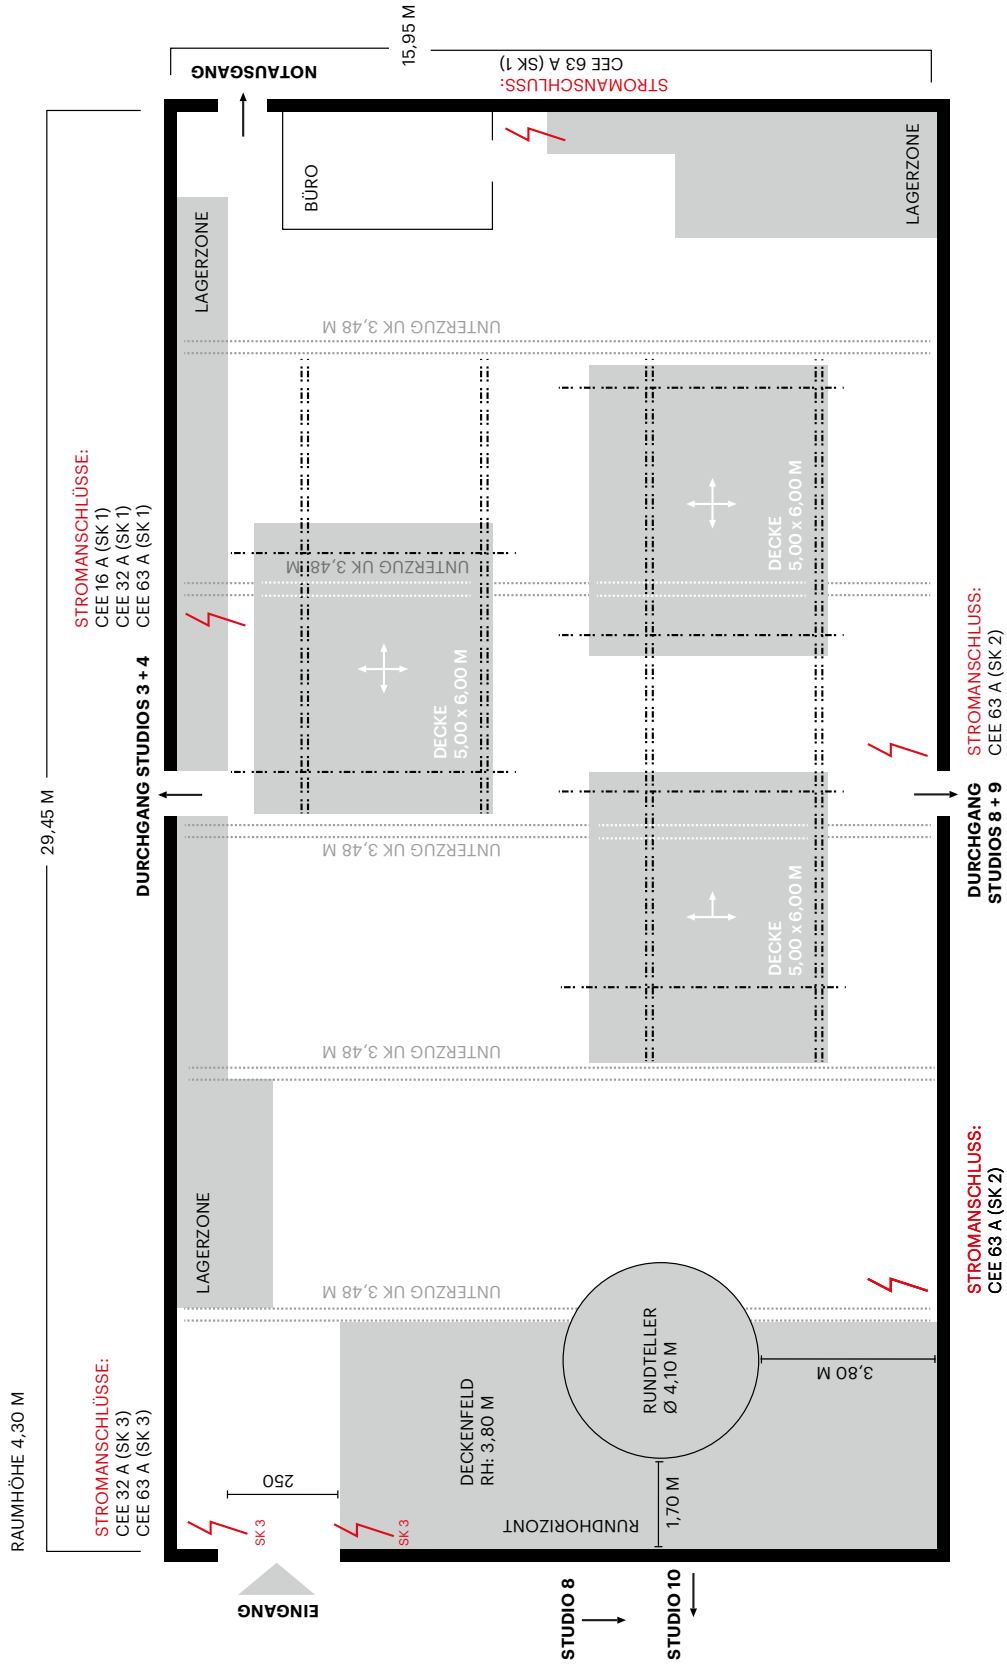 RAUMHÖHE 4,30 M
29,45 M
15,95 M
STROMANSCHLÜSSE:
CEE 32 A (SK 3)
CEE 63 A (SK 3)
DURCHGANG STUDIOS 3 + 4
STROMANSCHLÜSSE:
CEE 16 A (SK 1)
CEE 32 A (SK 1)
CEE 63 A (SK 1)
NOTAUSGANG
STROMANSCHLUSS:
CEE 63 A (SK 1)
EINGANG
SK 3
SK 3
250
LAGERZONE
LAGERZONE
BÜRO
LAGERZONE
UNTERZUG UK 3,48 M
UNTERZUG UK 3,48 M
UNTERZUG UK 3,48 M
UNTERZUG UK 3,48 M
UNTERZUG UK 3,48 M
DECKE
5,00 x 6,00 M
DECKE
5,00 x 6,00 M
DECKE
5,00 x 6,00 M
DECKENFELD
RH: 3,80 M
RUNDHORIZONT
RUNDTELLER
Ø 4,10 M
1,70 M
3,80 M
STUDIO 8
STUDIO 10
STROMANSCHLUSS:
CEE 63 A (SK 2)
DURCHGANG
STUDIOS 8 + 9
STROMANSCHLUSS:
CEE 63 A (SK 2)